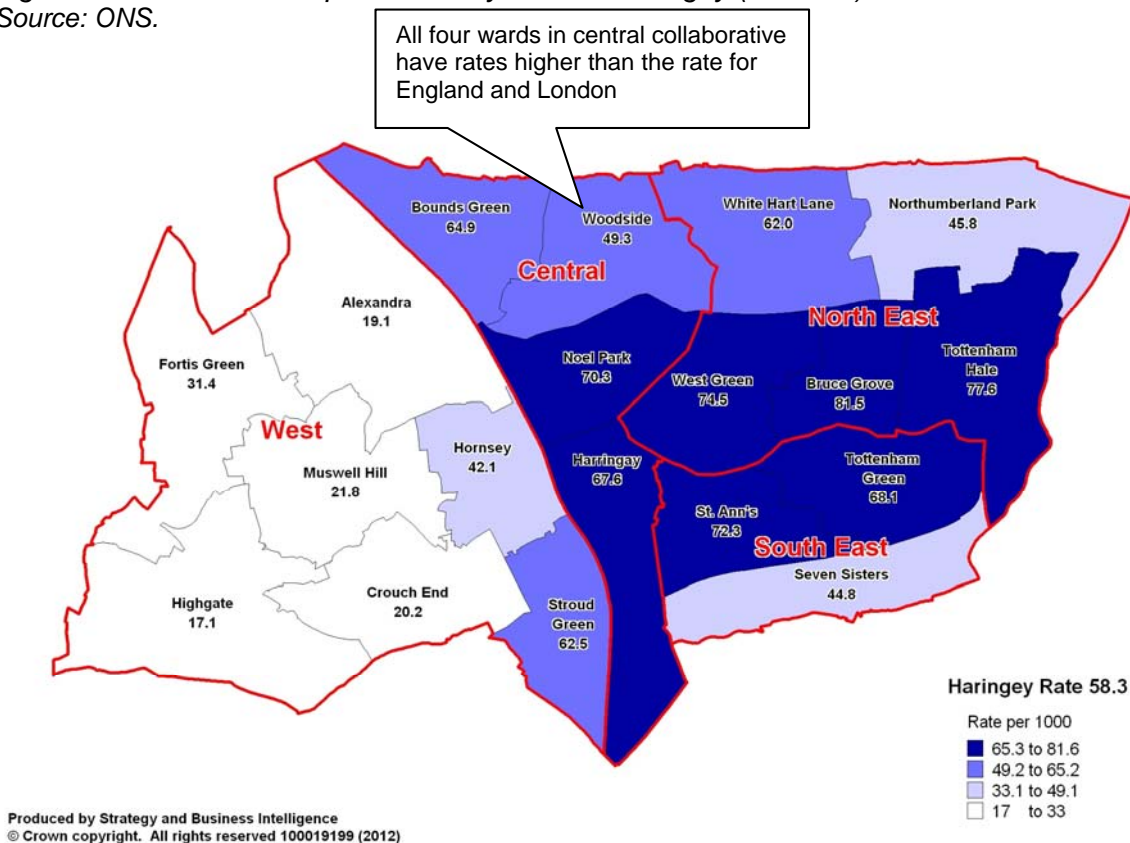 Source: ONS.
All four wards in central collaborative
have rates higher than the rate for
England and London
Bounds Green
64.9
Woodside
49.3
White Hart Lane
62.0
Northumberland Park
45.8
Central
Alexandra
19.1
North East
Fortis Green
31.4
Noel Park
70.3
West Green
74.5
Bruce Grove
81.5
Tottenham
Hale
77.6
West
Hornsey
42.1
Muswell Hill
21.8
Harringay
67.6
Tottenham
Green
68.1
St. Ann's
72.3
South East
Seven Sisters
44.8
Highgate
17.1
Crouch End
20.2
Stroud
Green
62.5
Haringey Rate 58.3
Rate per 1000
65.3 to 81.6
49.2 to 65.2
33.1 to 49.1
17 to 33
Produced by Strategy and Business Intelligence
© Crown copyright. All rights reserved 100019199 (2012)